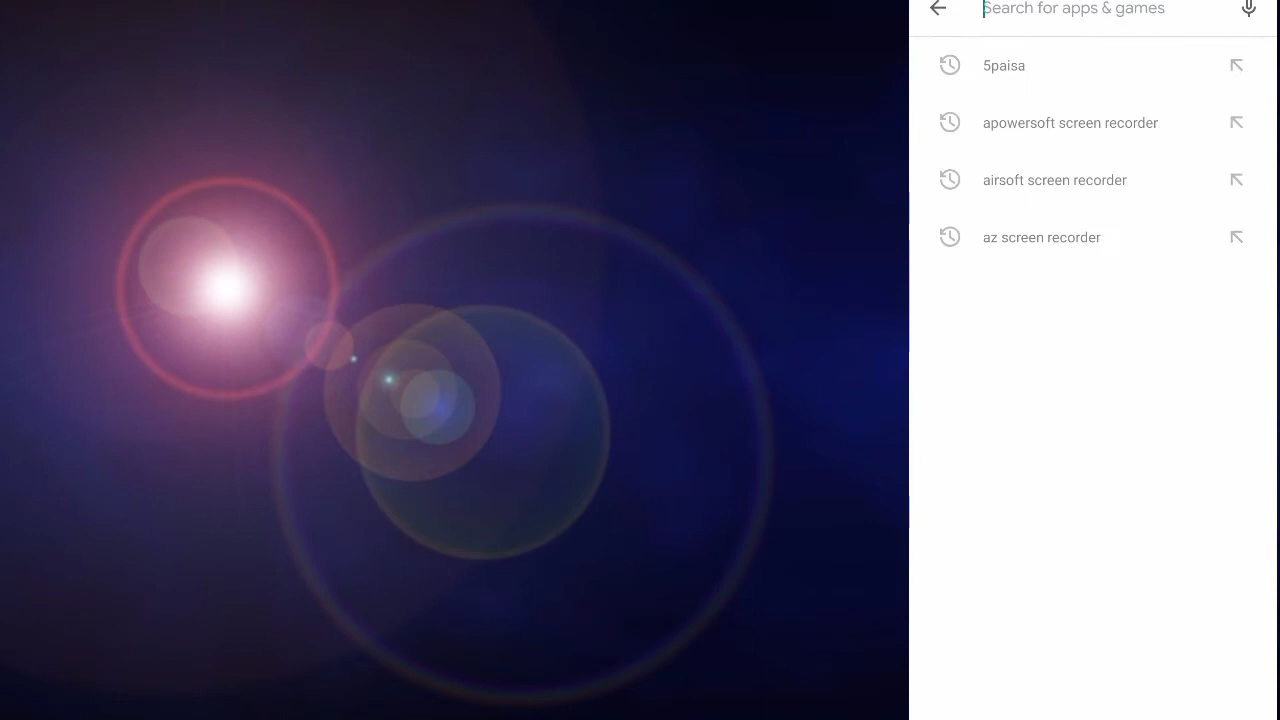 Search for apps & games
5paisa
apowersoft screen recorder
airsoft screen recorder
az screen recorder